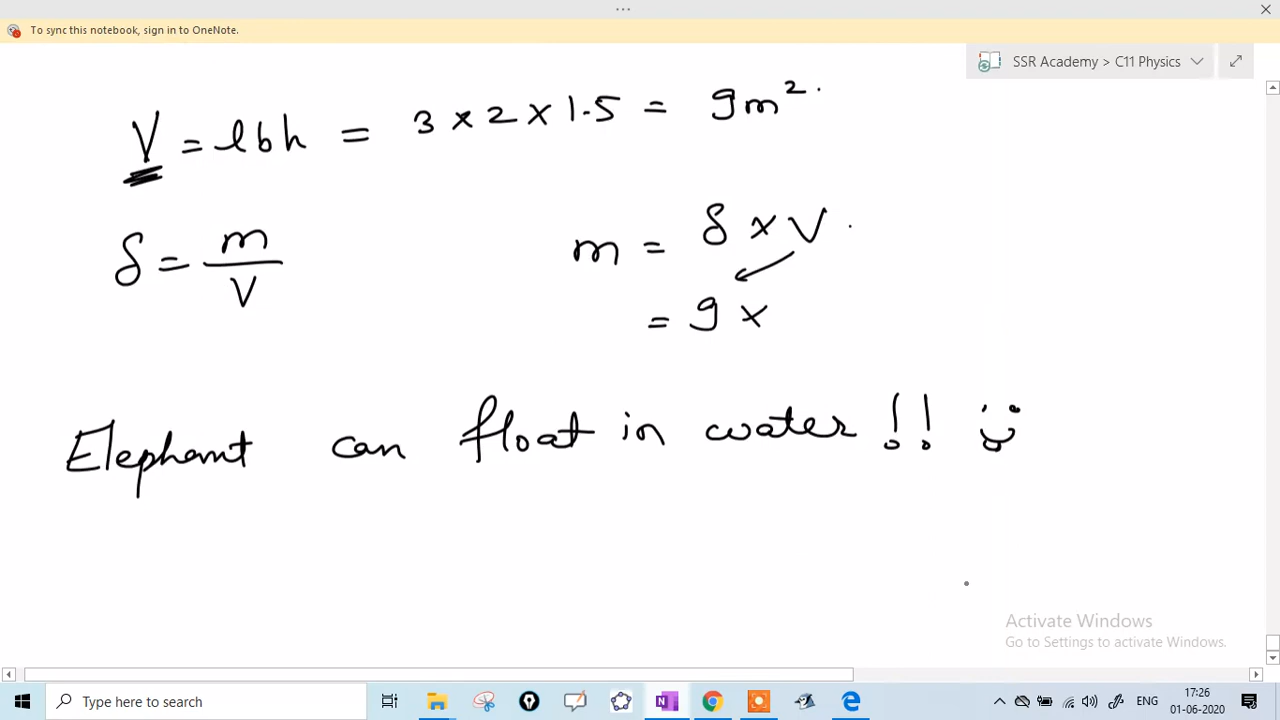 To sync this notebook, sign in to OneNote.
SSR Academy > C11 Physics
V = lbh = 3 × 2 × 1.5 = 9m².
δ = m/V
m = δ × V.
= 9 ×
Elephant can float in water !!
Activate Windows
Go to Settings to activate Windows.
Type here to search
ENG
17:26
01-06-2020